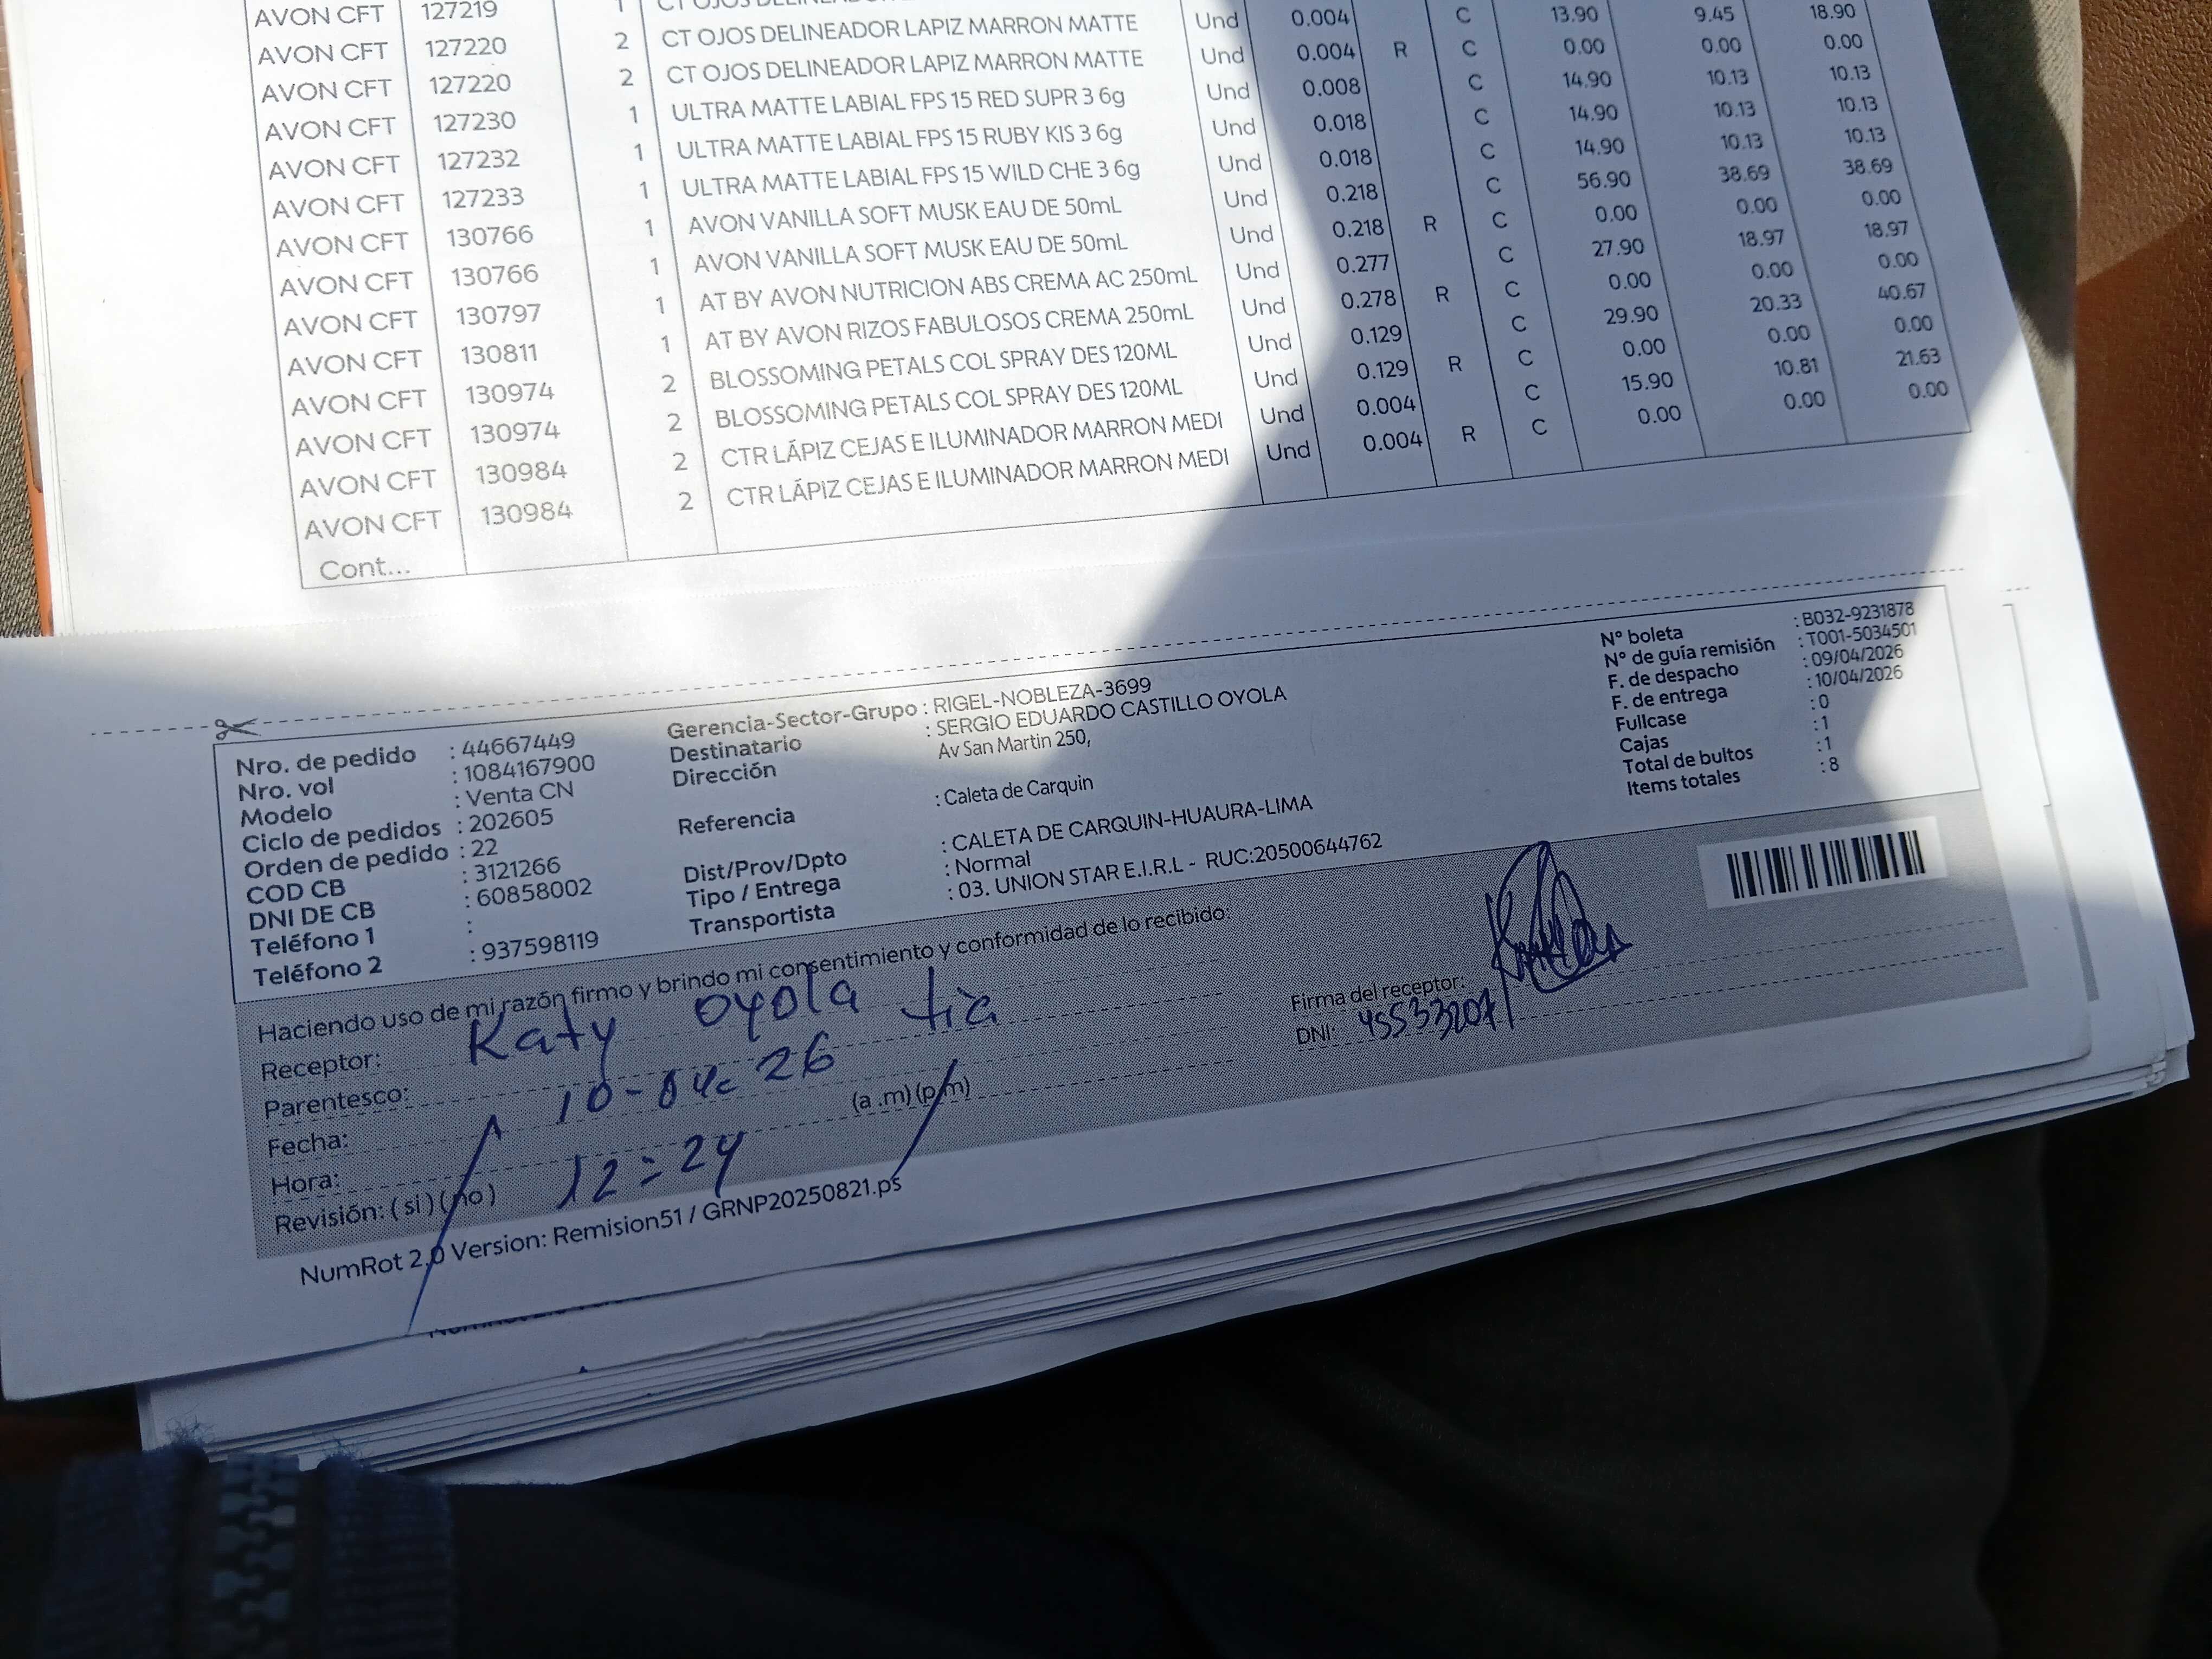 AVON CFT 127219 1
AVON CFT 127220 2 CT OJOS DELINEADOR LAPIZ MARRON MATTE Und 0.004 C 13.90 9.45 18.90
AVON CFT 127220 2 CT OJOS DELINEADOR LAPIZ MARRON MATTE Und 0.004 R C 0.00 0.00 0.00
AVON CFT 127230 1 ULTRA MATTE LABIAL FPS 15 RED SUPR 3 6g Und 0.008 C 14.90 10.13 10.13
AVON CFT 127232 1 ULTRA MATTE LABIAL FPS 15 RUBY KIS 3 6g Und 0.018 C 14.90 10.13 10.13
AVON CFT 127233 1 ULTRA MATTE LABIAL FPS 15 WILD CHE 3 6g Und 0.018 C 14.90 10.13 10.13
AVON CFT 130766 1 AVON VANILLA SOFT MUSK EAU DE 50mL Und 0.218 C 56.90 38.69 38.69
AVON CFT 130766 1 AVON VANILLA SOFT MUSK EAU DE 50mL Und 0.218 R C 0.00 0.00 0.00
AVON CFT 130797 1 AT BY AVON NUTRICION ABS CREMA AC 250mL Und 0.277 C 27.90 18.97 18.97
AVON CFT 130811 1 AT BY AVON RIZOS FABULOSOS CREMA 250mL Und 0.278 R C 0.00 0.00 0.00
AVON CFT 130974 2 BLOSSOMING PETALS COL SPRAY DES 120ML Und 0.129 C 29.90 20.33 40.67
AVON CFT 130974 2 BLOSSOMING PETALS COL SPRAY DES 120ML Und 0.129 R C 0.00 0.00 0.00
AVON CFT 130984 2 CTR LÁPIZ CEJAS E ILUMINADOR MARRON MEDI Und 0.004 C 15.90 10.81 21.63
AVON CFT 130984 2 CTR LÁPIZ CEJAS E ILUMINADOR MARRON MEDI Und 0.004 R C 0.00 0.00 0.00
Cont...
Nro. de pedido : 44667449
Nro. vol : 1084167900
Modelo : Venta CN
Ciclo de pedidos : 202605
Orden de pedido : 22
COD CB : 3121266
DNI DE CB : 60858002
Teléfono 1 :
Teléfono 2 : 937598119
Gerencia-Sector-Grupo : RIGEL-NOBLEZA-3699
Destinatario : SERGIO EDUARDO CASTILLO OYOLA
Dirección Av San Martin 250,
Referencia : Caleta de Carquin
Dist/Prov/Dpto : CALETA DE CARQUIN-HUAURA-LIMA
Tipo / Entrega : Normal
Transportista : 03. UNION STAR E.I.R.L - RUC:20500644762
N° boleta : B032-9231878
N° de guía remisión : T001-5034501
F. de despacho : 09/04/2026
F. de entrega : 10/04/2026
Fullcase : 0
Cajas : 1
Total de bultos : 1
Items totales : 8
Haciendo uso de mi razón firmo y brindo mi consentimiento y conformidad de lo recibido:
Receptor: Katy Oyola tia
Parentesco:
Fecha: 10-04-26
Hora: 12:24 (a .m) (p.m)
Revisión: ( si ) ( no )
Firma del receptor:
DNI: 45533207
NumRot 2.0 Version: Remision51 / GRNP20250821.ps